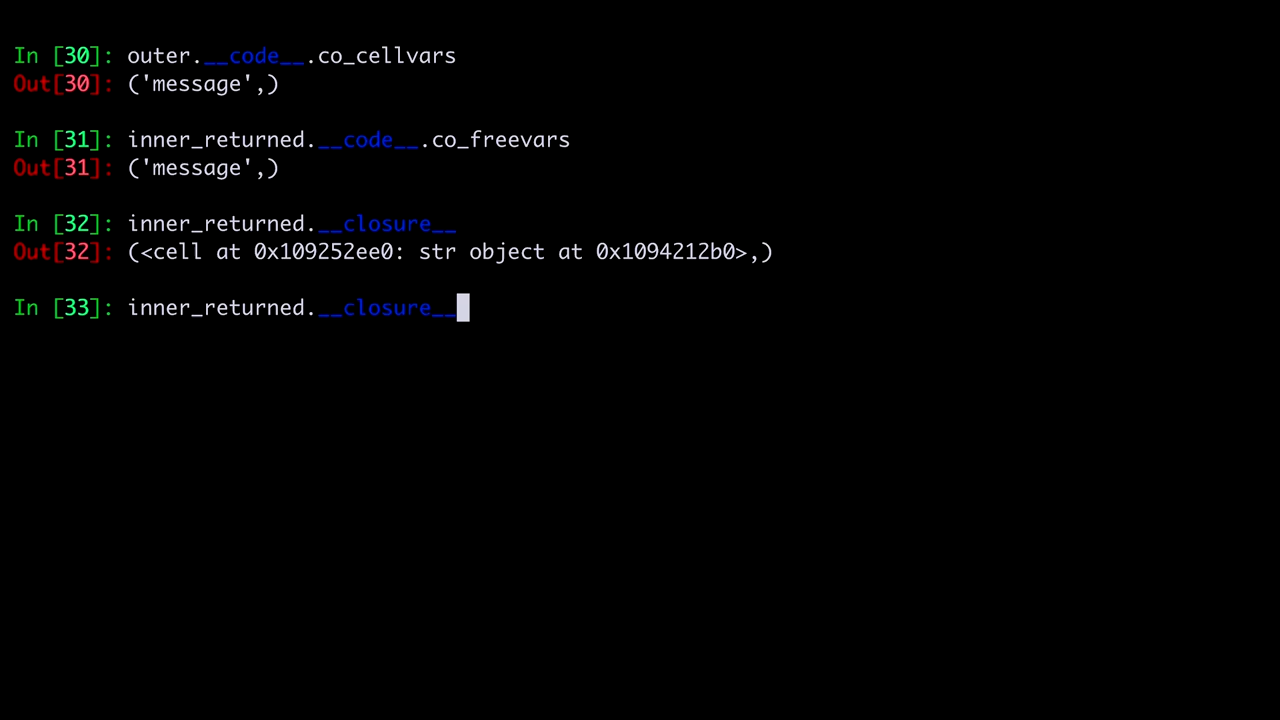 In [30]: outer.__code__.co_cellvars
Out[30]: ('message',)
In [31]: inner_returned.__code__.co_freevars
Out[31]: ('message',)
In [32]: inner_returned.__closure__
Out[32]: (<cell at 0x109252ee0: str object at 0x1094212b0>,)
In [33]: inner_returned.__closure__